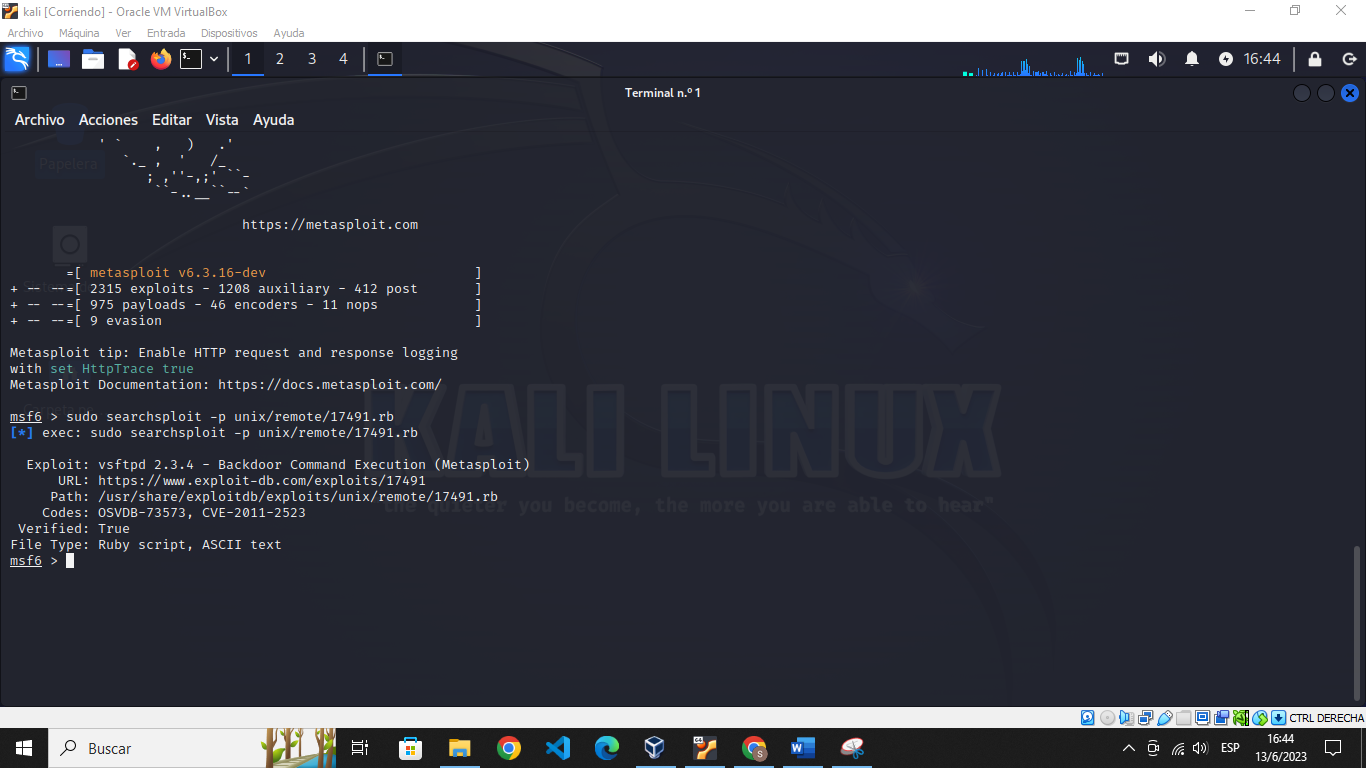 kali [Corriendo] - Oracle VM VirtualBox
Archivo Máquina Ver Entrada Dispositivos Ayuda
1 2 3 4 16:44
Terminal n.º 1
Archivo Acciones Editar Vista Ayuda
Papelera
https://metasploit.com
=[ metasploit v6.3.16-dev ]
+ -- --=[ 2315 exploits - 1208 auxiliary - 412 post ]
+ -- --=[ 975 payloads - 46 encoders - 11 nops ]
+ -- --=[ 9 evasion ]
Metasploit tip: Enable HTTP request and response logging
with set HttpTrace true
Metasploit Documentation: https://docs.metasploit.com/
KALI LINUX
msf6 > sudo searchsploit -p unix/remote/17491.rb
[*] exec: sudo searchsploit -p unix/remote/17491.rb
Exploit: vsftpd 2.3.4 - Backdoor Command Execution (Metasploit)
URL: https://www.exploit-db.com/exploits/17491
Path: /usr/share/exploitdb/exploits/unix/remote/17491.rb
"the quieter you become, the more you are able to hear"
Codes: OSVDB-73573, CVE-2011-2523
Verified: True
File Type: Ruby script, ASCII text
msf6 >
CTRL DERECHA
Buscar
ESP
16:44
13/6/2023